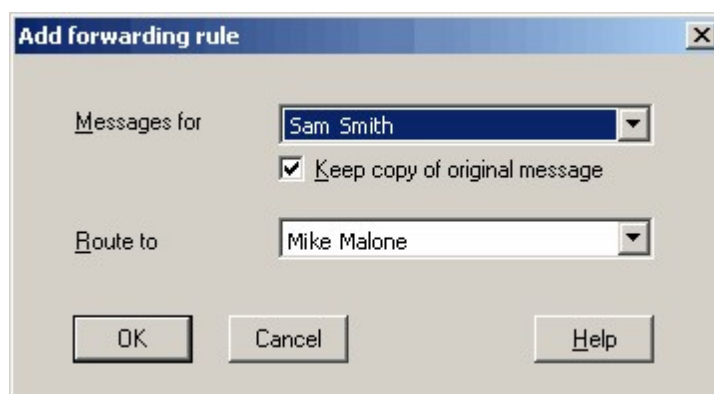 Add forwarding rule
Messages for
Sam Smith
Keep copy of original message
Route to
Mike Malone
OK
Cancel
Help